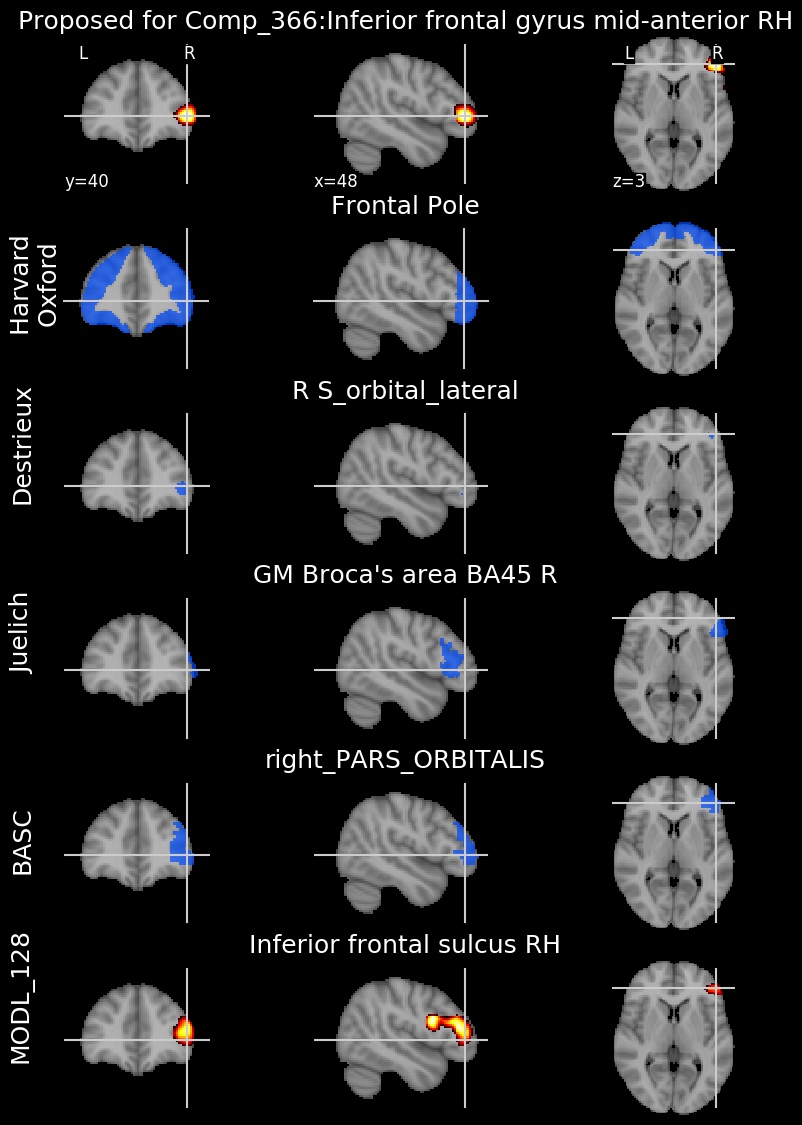 Proposed for Comp_366:Inferior frontal gyrus mid-anterior RH
L R L R
y=40 x=48 z=3
Frontal Pole
Harvard
Oxford
R S_orbital_lateral
Destrieux
GM Broca's area BA45 R
Juelich
right_PARS_ORBITALIS
BASC
Inferior frontal sulcus RH
MODL_128